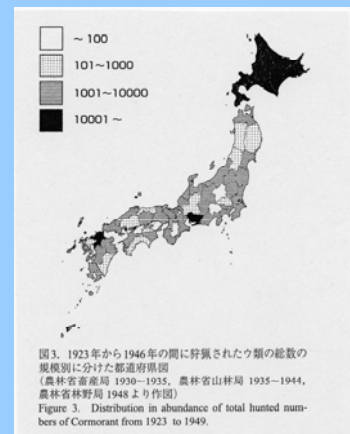 ~100
101~1000
1001~10000
10001~
図3. 1923年から1946年の間に狩猟されたウ類の総数の
規模別に分けた都道府県図
(農林省畜産局 1930~1935, 農林省山林局 1935~1944,
農林省林野局 1948より作図)
Figure 3. Distribution in abundance of total hunted num-
bers of Cormorant from 1923 to 1949.